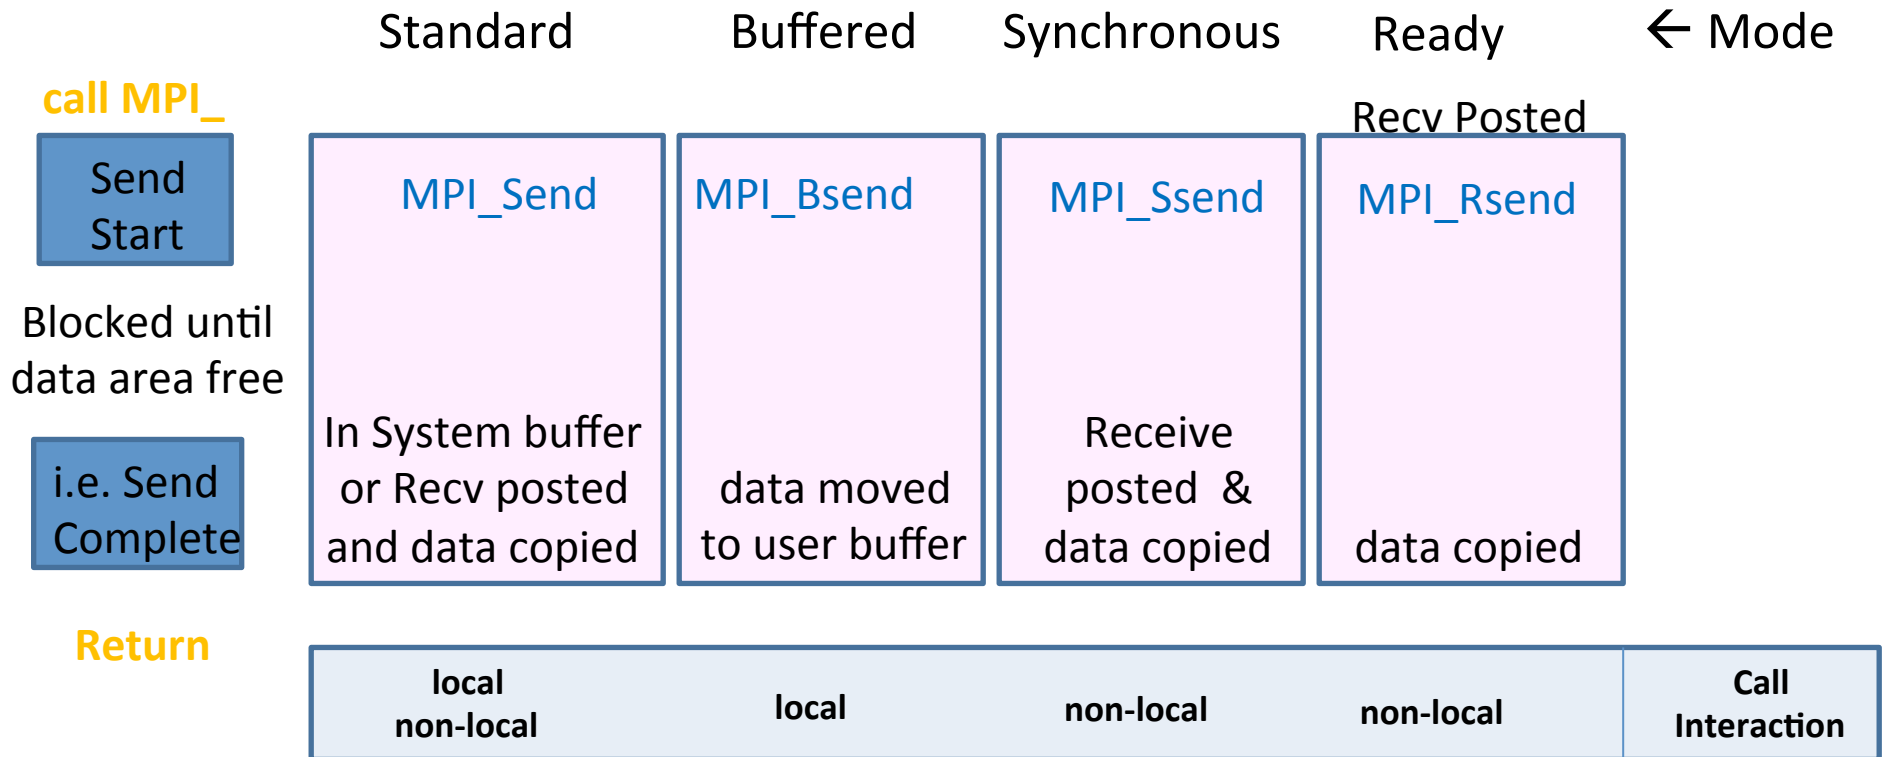 Standard
Buffered
Synchronous
Ready
← Mode
call MPI_
Recv Posted
Send
Start
MPI_Send
MPI_Bsend
MPI_Ssend
MPI_Rsend
Blocked until
data area free
i.e. Send
Complete
In System buffer
or Recv posted
and data copied
data moved
to user buffer
Receive
posted &
data copied
data copied
Return
local
non-local
local
non-local
non-local
Call
Interaction